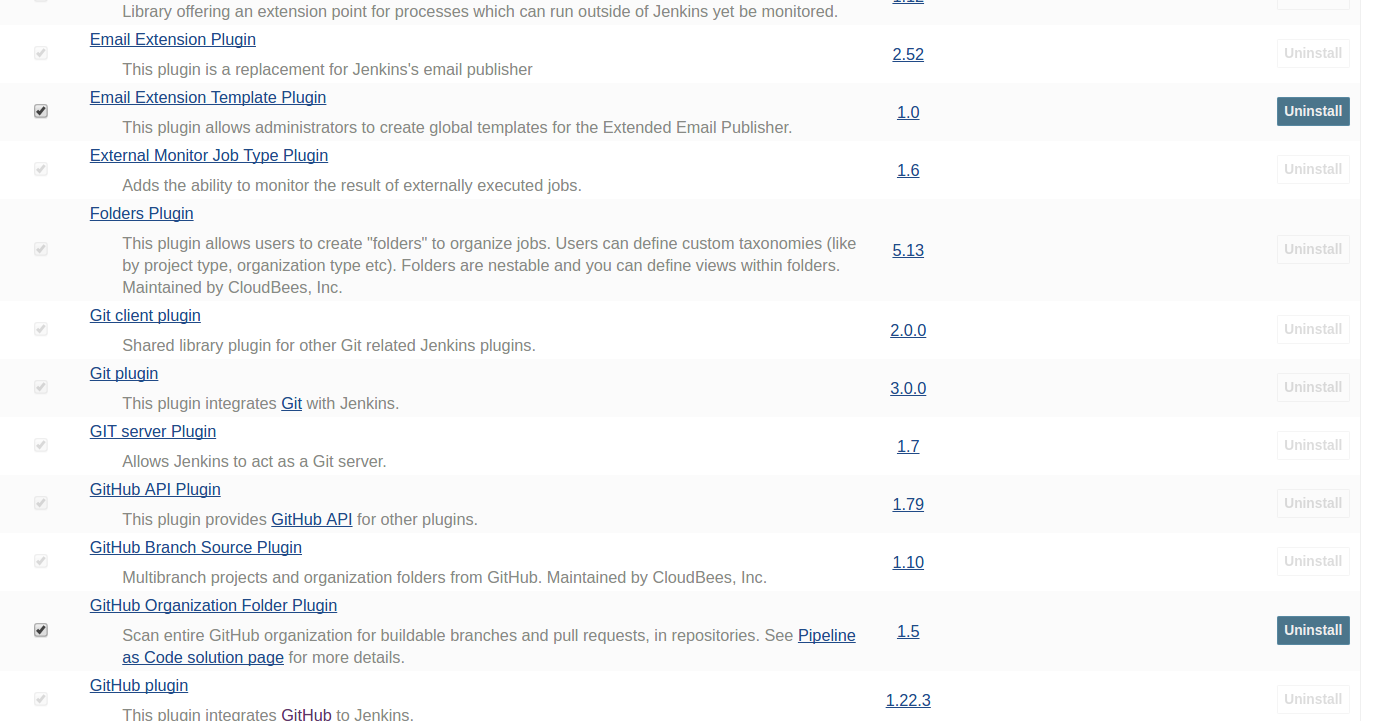 Library offering an extension point for processes which can run outside of Jenkins yet be monitored.
1.12
Email Extension Plugin
This plugin is a replacement for Jenkins's email publisher
2.52
Uninstall
Email Extension Template Plugin
This plugin allows administrators to create global templates for the Extended Email Publisher.
1.0
Uninstall
External Monitor Job Type Plugin
Adds the ability to monitor the result of externally executed jobs.
1.6
Uninstall
Folders Plugin
This plugin allows users to create "folders" to organize jobs. Users can define custom taxonomies (like
by project type, organization type etc). Folders are nestable and you can define views within folders.
Maintained by CloudBees, Inc.
5.13
Uninstall
Git client plugin
Shared library plugin for other Git related Jenkins plugins.
2.0.0
Uninstall
Git plugin
This plugin integrates Git with Jenkins.
3.0.0
Uninstall
GIT server Plugin
Allows Jenkins to act as a Git server.
1.7
Uninstall
GitHub API Plugin
This plugin provides GitHub API for other plugins.
1.79
Uninstall
GitHub Branch Source Plugin
Multibranch projects and organization folders from GitHub. Maintained by CloudBees, Inc.
1.10
Uninstall
GitHub Organization Folder Plugin
Scan entire GitHub organization for buildable branches and pull requests, in repositories. See Pipeline
as Code solution page for more details.
1.5
Uninstall
GitHub plugin
This plugin integrates GitHub to Jenkins.
1.22.3
Uninstall